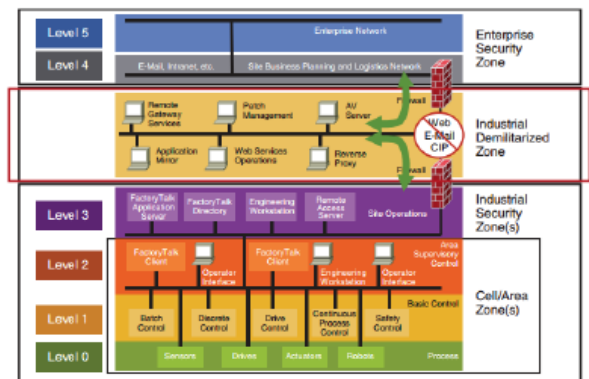 Level 5
Enterprise Network
Enterprise
Security
Zone
Level 4
E-Mail, Intranet, etc.
Site Business Planning and Logistics Network
Firewall
Remote
Gateway
Services
Patch
Management
AV
Server
Web
E-Mail
CIP
Industrial
Demilitarized
Zone
Application
Mirror
Web Services
Operations
Reverse
Proxy
Firewall
Level 3
FactoryTalk
Application
Server
FactoryTalk
Directory
Engineering
Workstation
Remote
Access
Server
Site Operations
Industrial
Security
Zone(s)
Level 2
FactoryTalk
Client
Operator
Interface
FactoryTalk
Client
Engineering
Workstation
Operator
Interface
Area
Supervisory
Control
Cell/Area
Zone(s)
Level 1
Batch
Control
Discrete
Control
Drive
Control
Continuous
Process
Control
Safety
Control
Basic Control
Level 0
Sensors
Drives
Actuators
Robots
Process